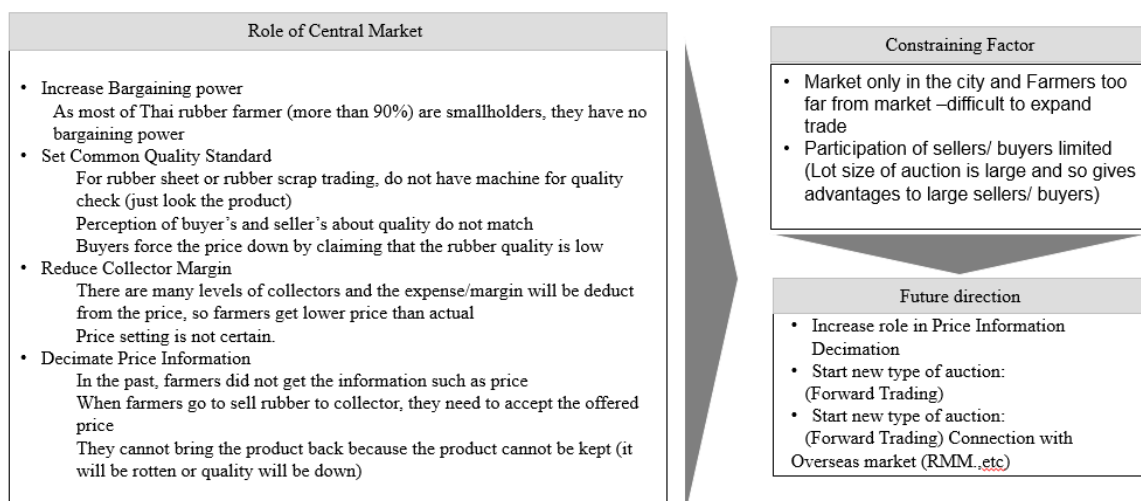 Role of Central Market
• Increase Bargaining power
As most of Thai rubber farmer (more than 90%) are smallholders, they have no
bargaining power
• Set Common Quality Standard
For rubber sheet or rubber scrap trading, do not have machine for quality
check (just look the product)
Perception of buyer's and seller's about quality do not match
Buyers force the price down by claiming that the rubber quality is low
• Reduce Collector Margin
There are many levels of collectors and the expense/margin will be deduct
from the price, so farmers get lower price than actual
Price setting is not certain.
• Decimate Price Information
In the past, farmers did not get the information such as price
When farmers go to sell rubber to collector, they need to accept the offered
price
They cannot bring the product back because the product cannot be kept (it
will be rotten or quality will be down)
Constraining Factor
• Market only in the city and Farmers too
far from market –difficult to expand
trade
• Participation of sellers/ buyers limited
(Lot size of auction is large and so gives
advantages to large sellers/ buyers)
Future direction
• Increase role in Price Information
Decimation
• Start new type of auction:
(Forward Trading)
• Start new type of auction:
(Forward Trading) Connection with
Overseas market (RMM.,etc)